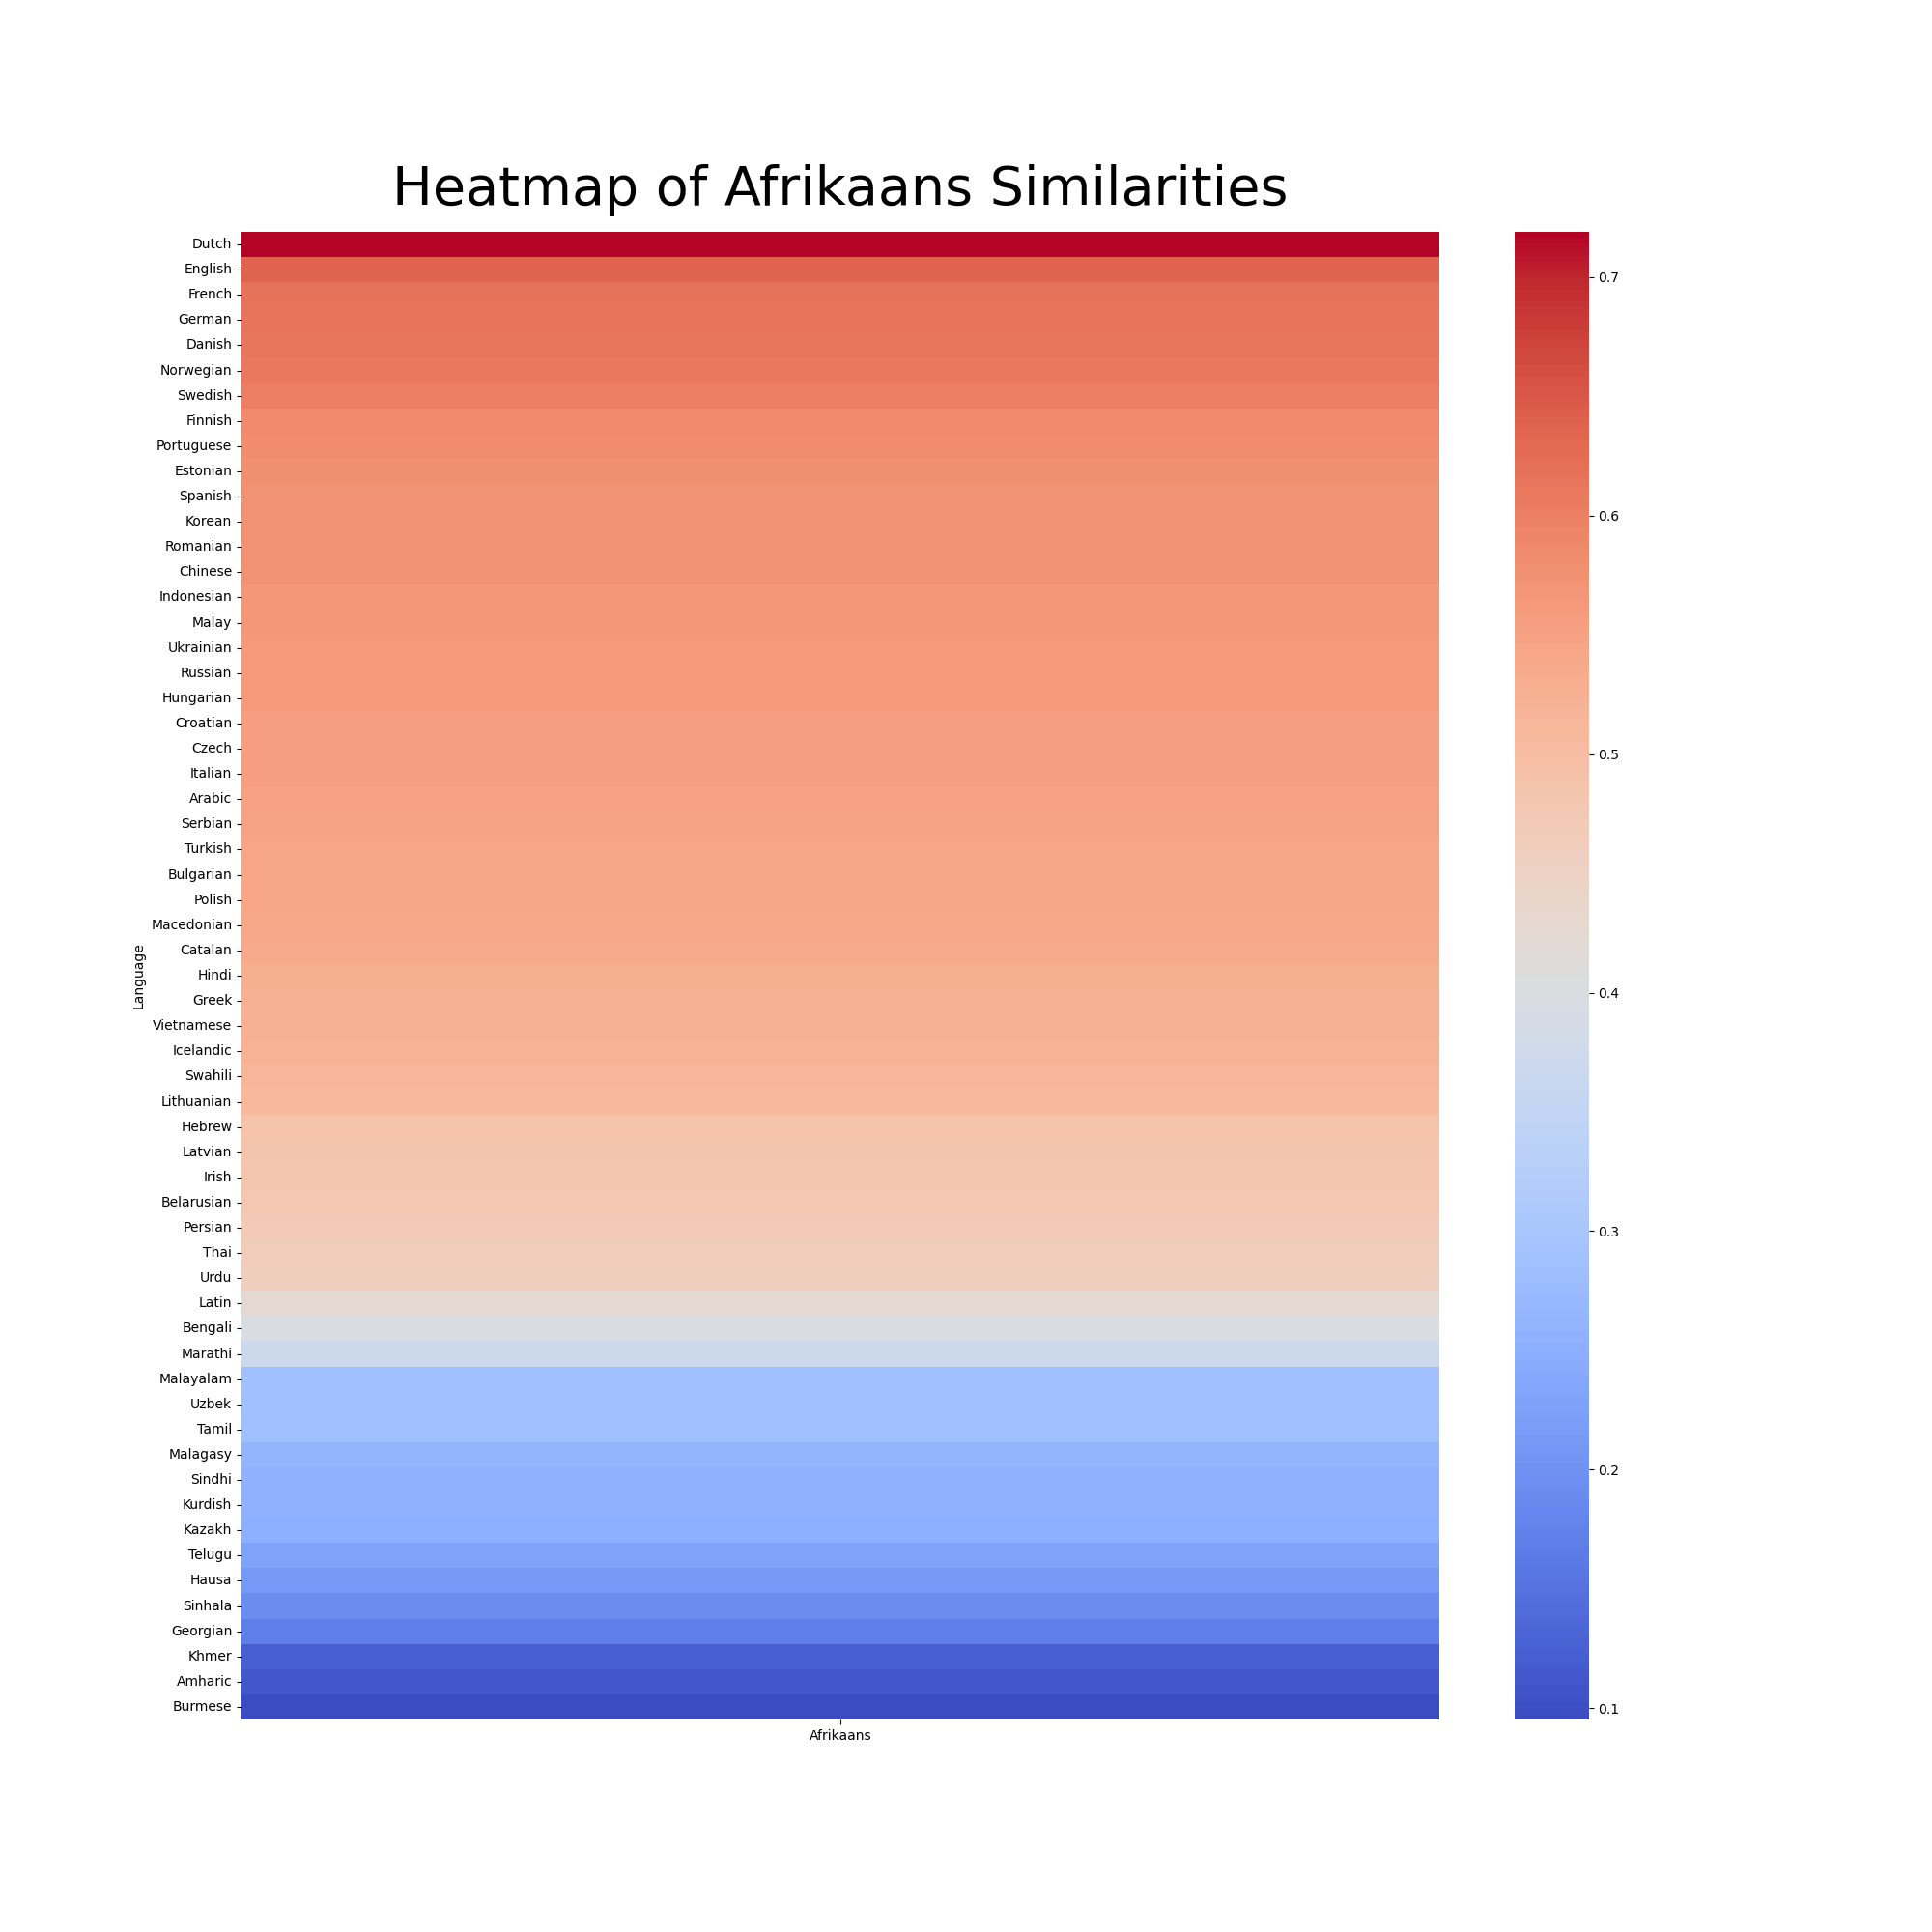 Heatmap of Afrikaans Similarities
Dutch
English
French
German
Danish
Norwegian
Swedish
Finnish
Portuguese
Estonian
Spanish
Korean
Romanian
Chinese
Indonesian
Malay
Ukrainian
Russian
Hungarian
Croatian
Czech
Italian
Arabic
Serbian
Turkish
Bulgarian
Polish
Macedonian
Catalan
Hindi
Greek
Vietnamese
Icelandic
Swahili
Lithuanian
Hebrew
Latvian
Irish
Belarusian
Persian
Thai
Urdu
Latin
Bengali
Marathi
Malayalam
Uzbek
Tamil
Malagasy
Sindhi
Kurdish
Kazakh
Telugu
Hausa
Sinhala
Georgian
Khmer
Amharic
Burmese
Language
Afrikaans
0.7
0.6
0.5
0.4
0.3
0.2
0.1